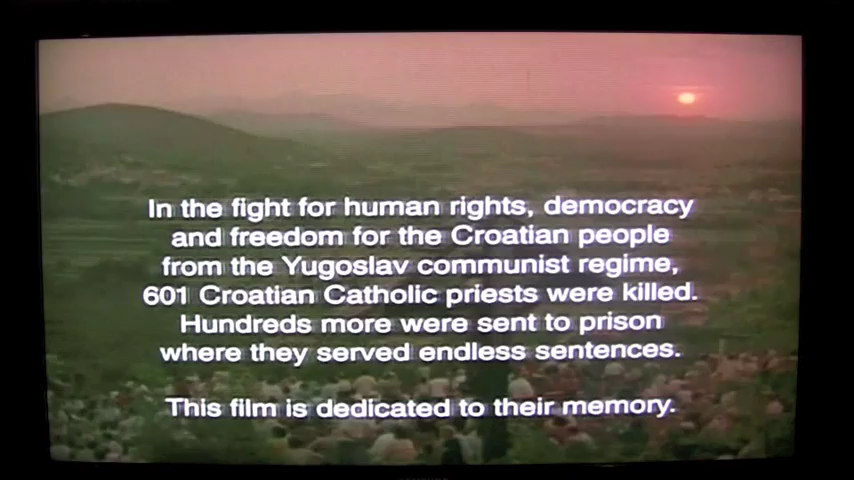 In the fight for human rights, democracy
and freedom for the Croatian people
from the Yugoslav communist regime,
601 Croatian Catholic priests were killed.
Hundreds more were sent to prison
where they served endless sentences.
This film is dedicated to their memory.